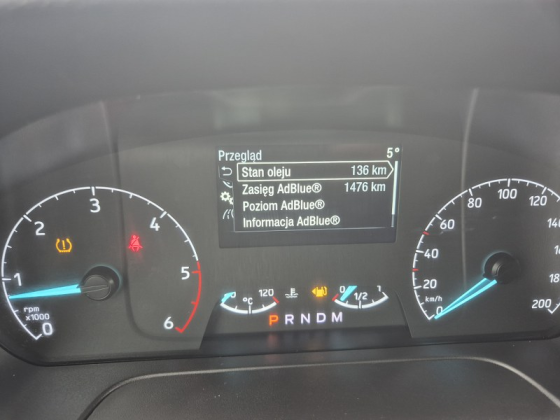 Przegląd 5°
Stan oleju 136 km
Zasięg AdBlue® 1476 km
Poziom AdBlue®
Informacja AdBlue®
0 1 2 3 4 5 6
rpm
x1000
120
°C
0 1/2 1
P R N D M
0 20 40 60 80 100 120 140 180 200
km/h